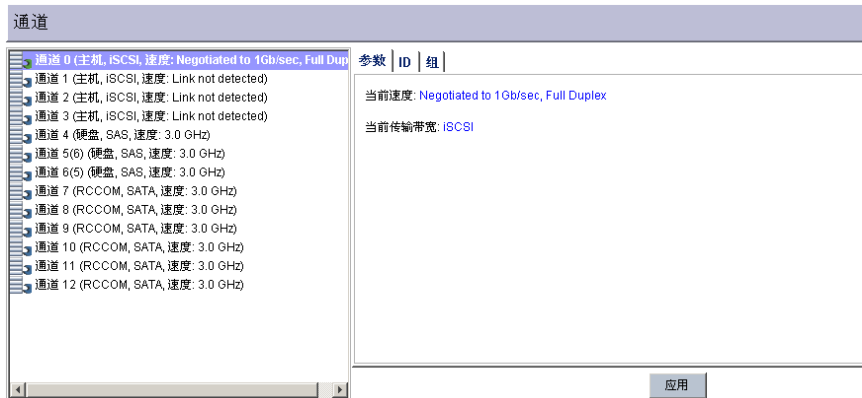 通道
通道 0 (主机, iSCSI, 速度: Negotiated to 1Gb/sec, Full Dup
通道 1 (主机, iSCSI, 速度: Link not detected)
通道 2 (主机, iSCSI, 速度: Link not detected)
通道 3 (主机, iSCSI, 速度: Link not detected)
通道 4 (硬盘, SAS, 速度: 3.0 GHz)
通道 5(6) (硬盘, SAS, 速度: 3.0 GHz)
通道 6(5) (硬盘, SAS, 速度: 3.0 GHz)
通道 7 (RCCOM, SATA, 速度: 3.0 GHz)
通道 8 (RCCOM, SATA, 速度: 3.0 GHz)
通道 9 (RCCOM, SATA, 速度: 3.0 GHz)
通道 10 (RCCOM, SATA, 速度: 3.0 GHz)
通道 11 (RCCOM, SATA, 速度: 3.0 GHz)
通道 12 (RCCOM, SATA, 速度: 3.0 GHz)
参数 ID 组
当前速度: Negotiated to 1Gb/sec, Full Duplex
当前传输带宽: iSCSI
应用